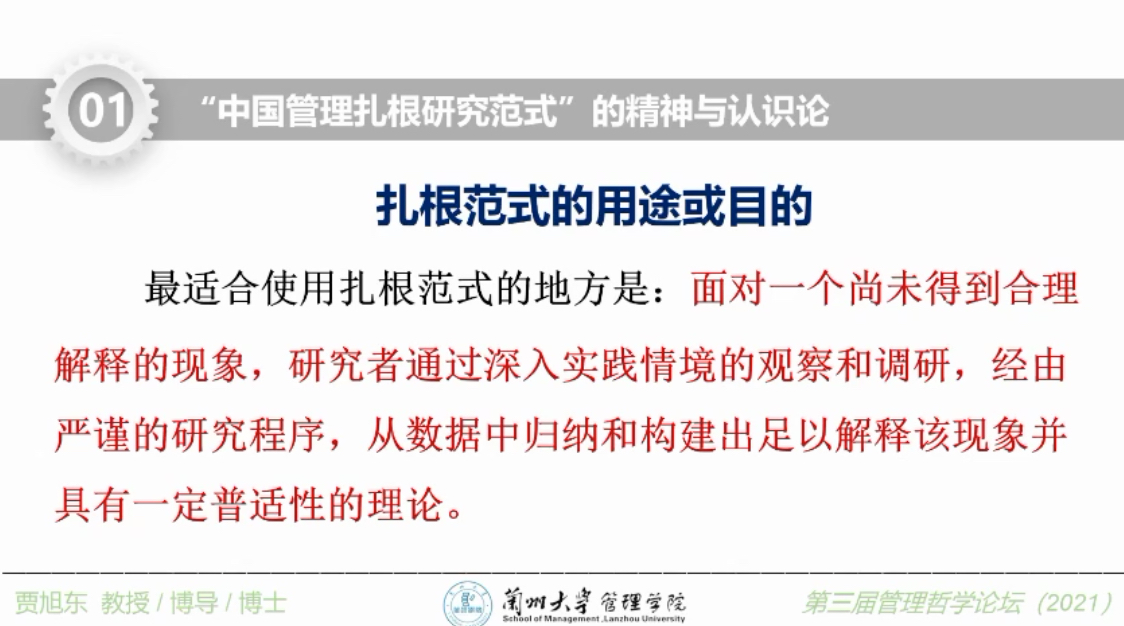 01
“中国管理扎根研究范式”的精神与认识论
扎根范式的用途或目的
最适合使用扎根范式的地方是：面对一个尚未得到合理
解释的现象，研究者通过深入实践情境的观察和调研，经由
严谨的研究程序，从数据中归纳和构建出足以解释该现象并
具有一定普适性的理论。
贾旭东 教授 / 博导 / 博士
兰州大学管理学院
School of Management ,Lanzhou University
第三届管理哲学论坛（2021）